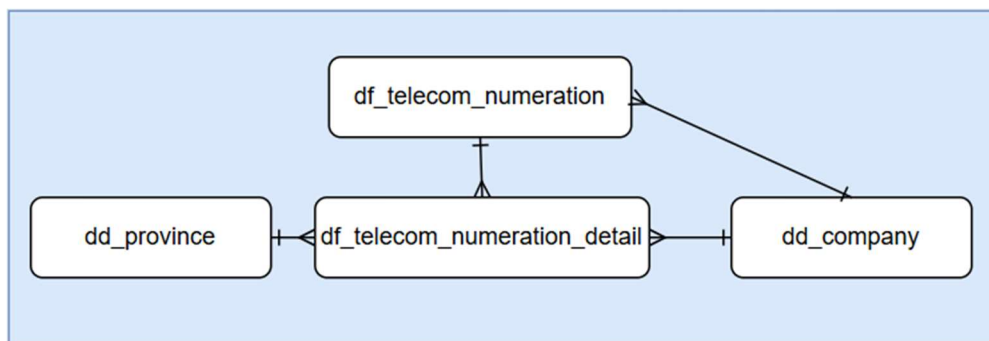 df_telecom_numeration
dd_province
df_telecom_numeration_detail
dd_company